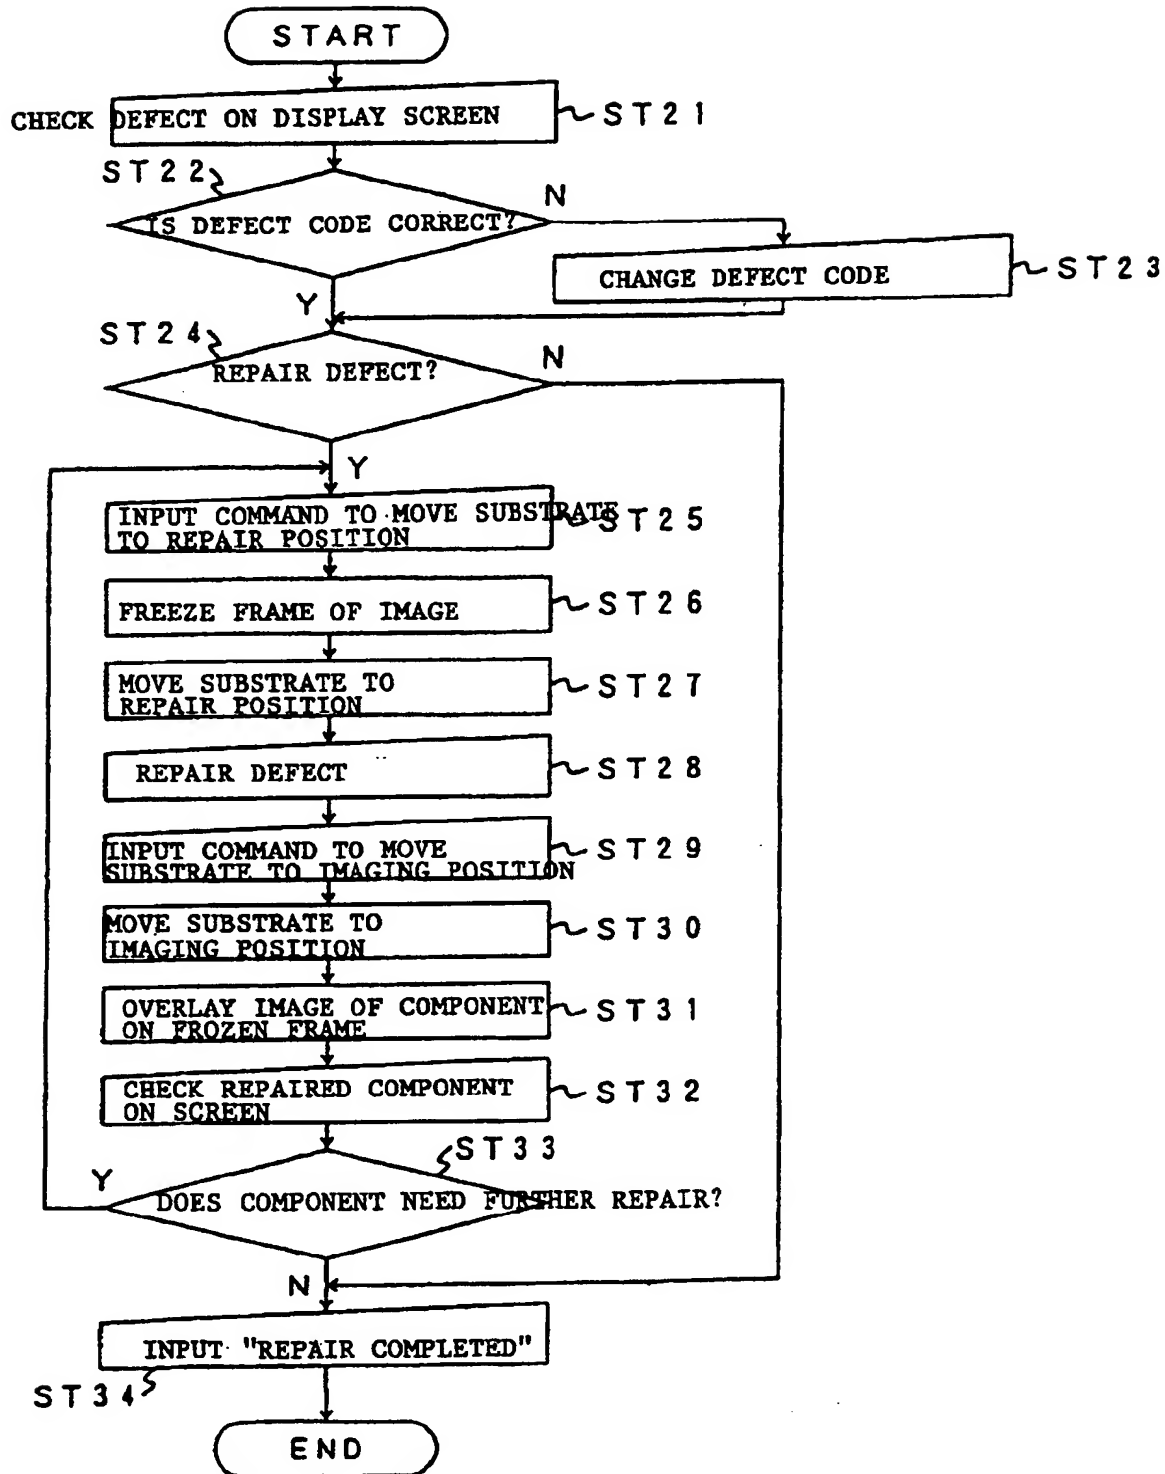 START
CHECK DEFECT ON DISPLAY SCREEN
ST21
ST22
IS DEFECT CODE CORRECT?
N
CHANGE DEFECT CODE
ST23
Y
ST24
REPAIR DEFECT?
N
Y
INPUT COMMAND TO MOVE SUBSTRATE
TO REPAIR POSITION
ST25
FREEZE FRAME OF IMAGE
ST26
MOVE SUBSTRATE TO
REPAIR POSITION
ST27
REPAIR DEFECT
ST28
INPUT COMMAND TO MOVE
SUBSTRATE TO IMAGING POSITION
ST29
MOVE SUBSTRATE TO
IMAGING POSITION
ST30
OVERLAY IMAGE OF COMPONENT
ON FROZEN FRAME
ST31
CHECK REPAIRED COMPONENT
ON SCREEN
ST32
ST33
Y
DOES COMPONENT NEED FURTHER REPAIR?
N
INPUT "REPAIR COMPLETED"
ST34
END